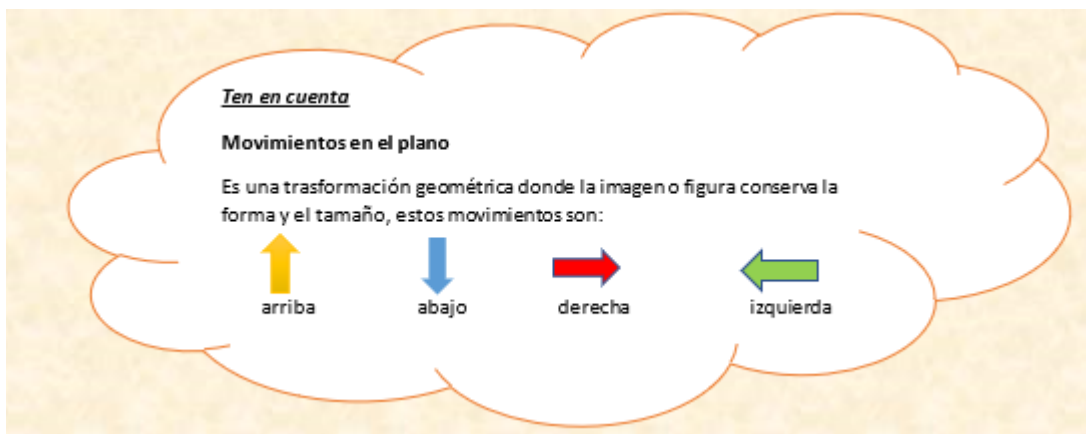 Ten en cuenta
Movimientos en el plano
Es una trasformación geométrica donde la imagen o figura conserva la
forma y el tamaño, estos movimientos son:
arriba abajo derecha izquierda